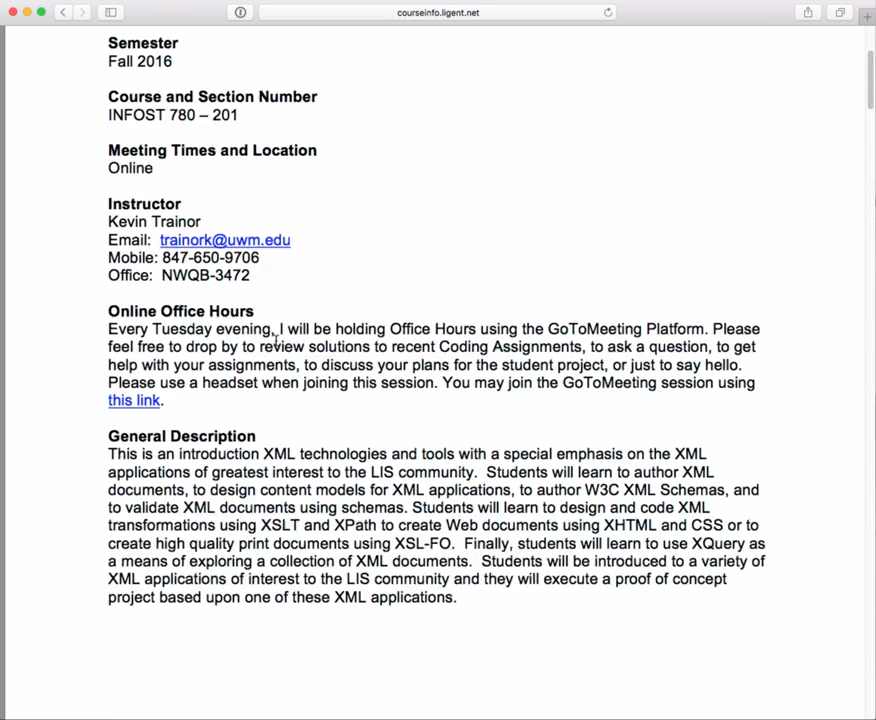 courseinfo.ligent.net
Semester
Fall 2016
Course and Section Number
INFOST 780 – 201
Meeting Times and Location
Online
Instructor
Kevin Trainor
Email:  trainork@uwm.edu
Mobile: 847-650-9706
Office:  NWQB-3472
Online Office Hours
Every Tuesday evening, I will be holding Office Hours using the GoToMeeting Platform. Please
feel free to drop by to review solutions to recent Coding Assignments, to ask a question, to get
help with your assignments, to discuss your plans for the student project, or just to say hello.
Please use a headset when joining this session. You may join the GoToMeeting session using
this link.
General Description
This is an introduction XML technologies and tools with a special emphasis on the XML
applications of greatest interest to the LIS community.  Students will learn to author XML
documents, to design content models for XML applications, to author W3C XML Schemas, and
to validate XML documents using schemas. Students will learn to design and code XML
transformations using XSLT and XPath to create Web documents using XHTML and CSS or to
create high quality print documents using XSL-FO.  Finally, students will learn to use XQuery as
a means of exploring a collection of XML documents.  Students will be introduced to a variety of
XML applications of interest to the LIS community and they will execute a proof of concept
project based upon one of these XML applications.